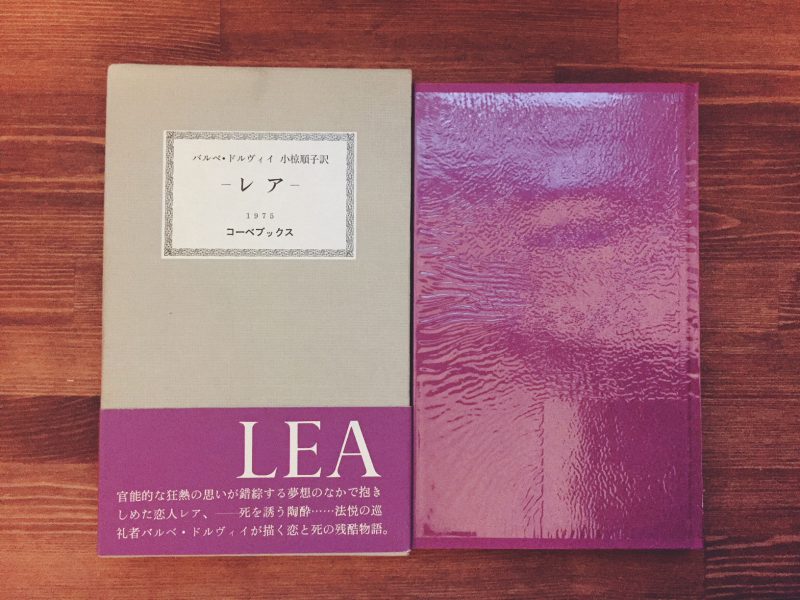 バルベ・ドルヴィイ 小椋順子訳
－レ ア－
1975
コーベブックス
LEA
官能的な狂熱の思いが錯綜する夢想のなかで抱き
しめた恋人レア、――死を誘う陶酔……法悦の巡
礼者バルベ・ドルヴィイが描く恋と死の残酷物語。